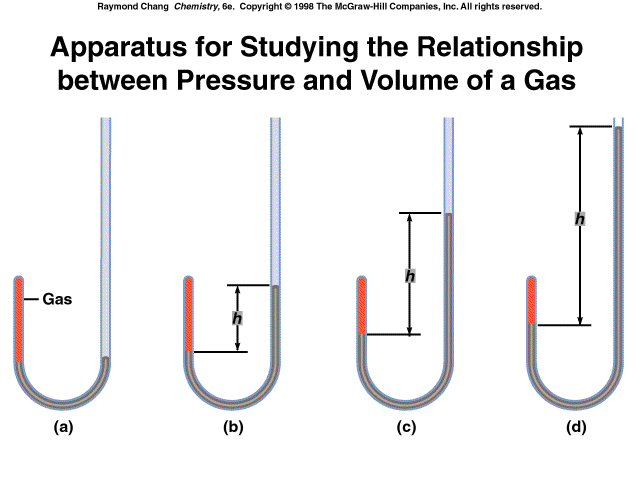 Raymond Chang Chemistry, 6e. Copyright © 1998 The McGraw-Hill Companies, Inc. All rights reserved.
Apparatus for Studying the Relationship
between Pressure and Volume of a Gas
Gas
h
h
h
(a)
(b)
(c)
(d)